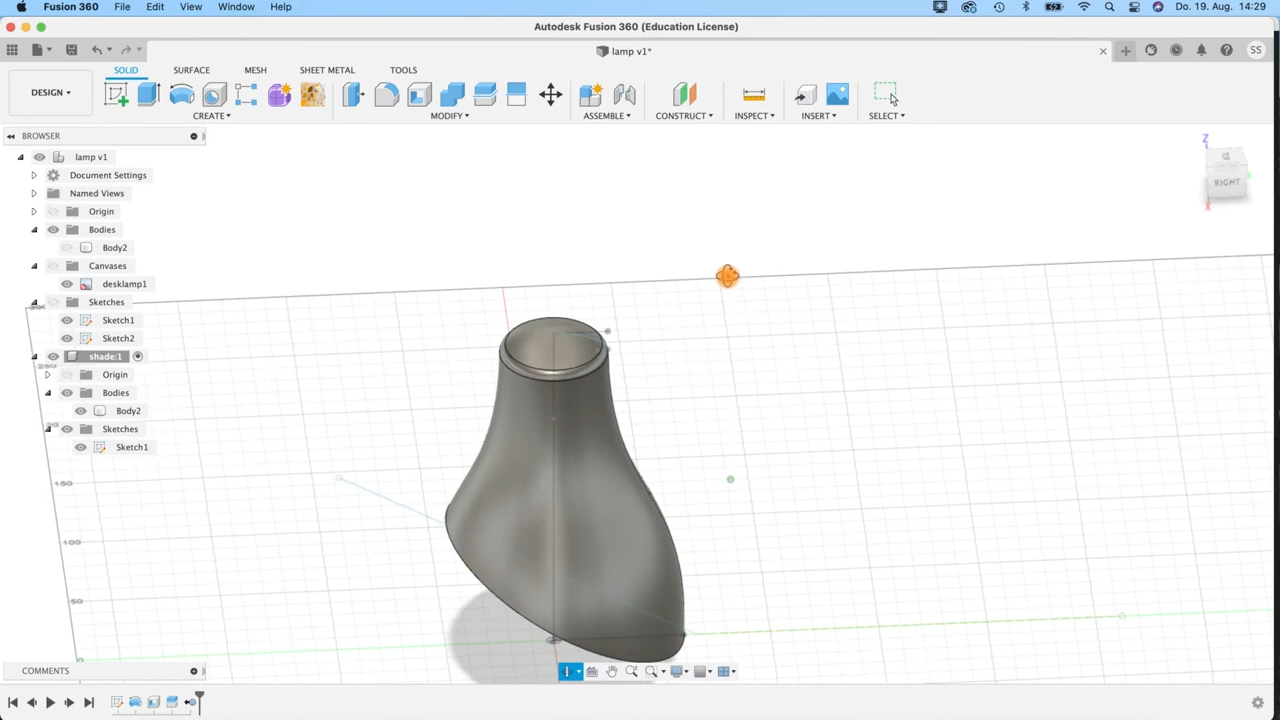 Fusion 360 File Edit View Window Help Do. 19. Aug. 14:29
Autodesk Fusion 360 (Education License)
lamp v1*
SS
SOLID SURFACE MESH SHEET METAL TOOLS
DESIGN
CREATE MODIFY ASSEMBLE CONSTRUCT INSPECT INSERT SELECT
BROWSER
Z
lamp v1
Document Settings
RIGHT
Named Views
X
Origin
Bodies
Body2
Canvases
desklamp1
Sketches
Sketch1
Sketch2
shade:1
Origin
Bodies
Body2
Sketches
Sketch1
150
100
50
COMMENTS